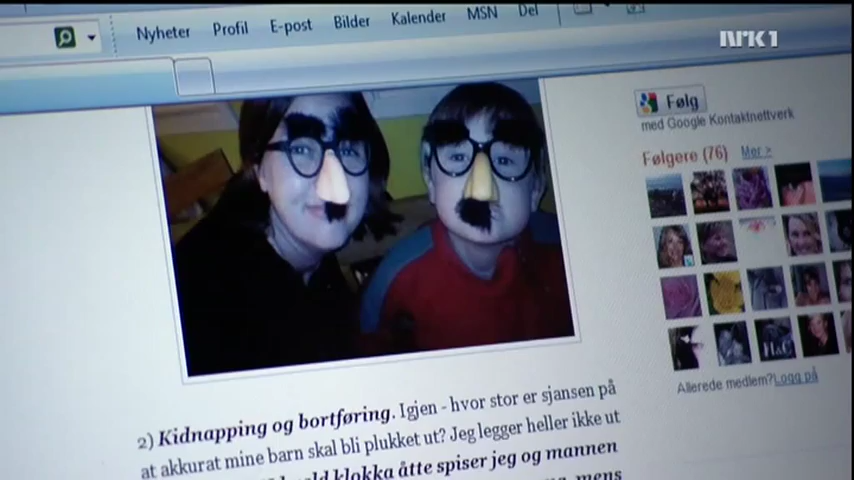 Nyheter Profil E-post Bilder Kalender MSN Del
NRK1
Følg
med Google Kontaktnettverk
Følgere (76) Mer >
H&C
Allerede medlem? Logg på
2) Kidnapping og bortføring. Igjen - hvor stor er sjansen på
at akkurat mine barn skal bli plukket ut? Jeg legger heller ikke ut
klokka åtte spiser jeg og mannen
mens